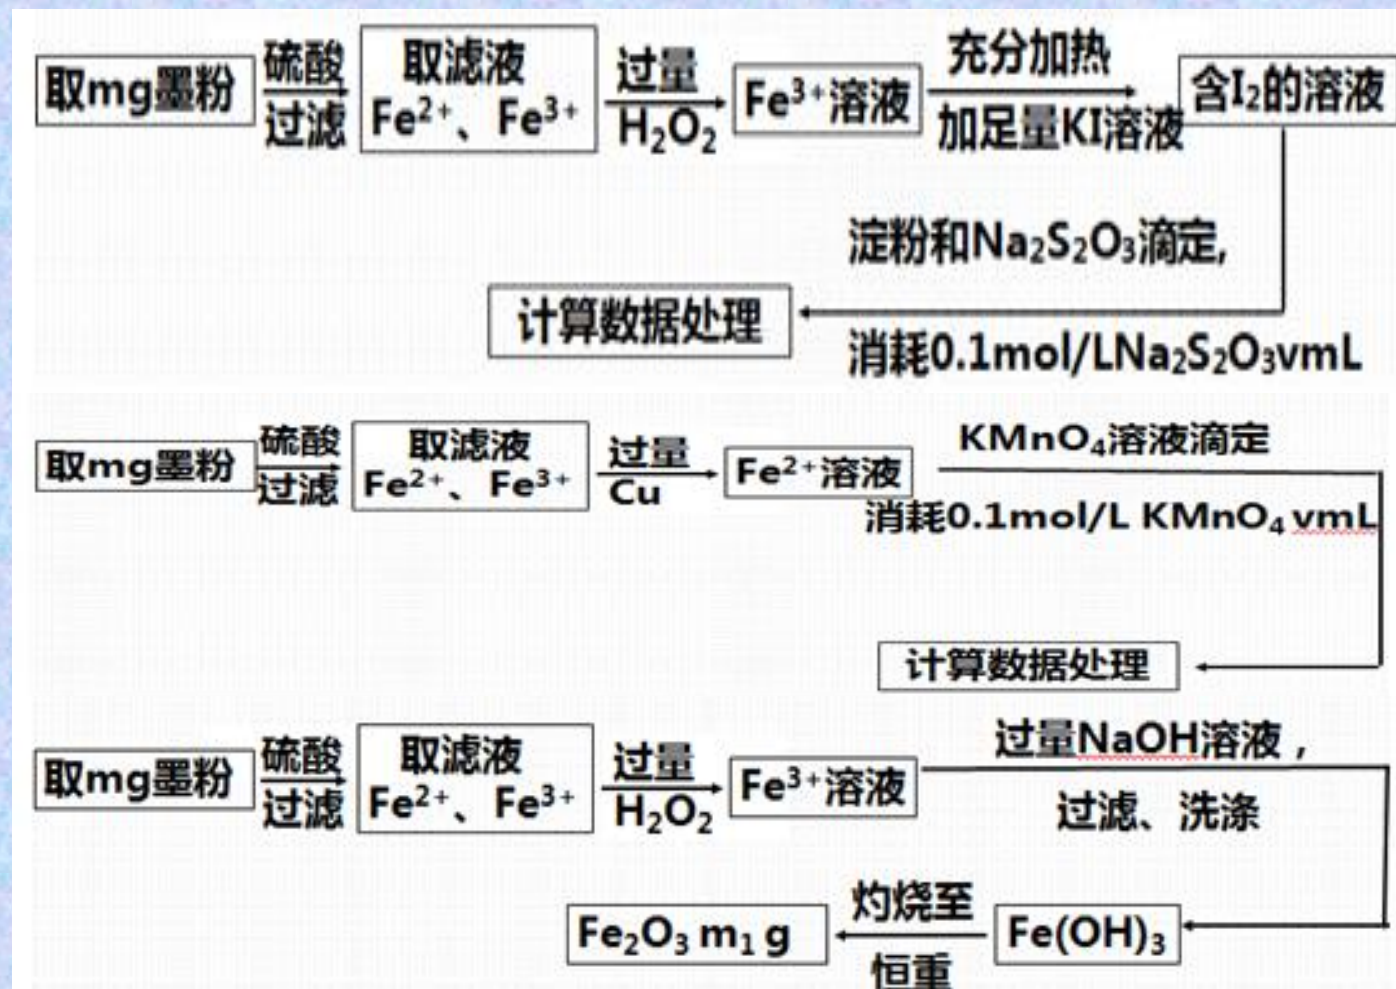 取mg墨粉
硫酸
过滤
取滤液
Fe²⁺、Fe³⁺
过量
H₂O₂
Fe³⁺溶液
充分加热
加足量KI溶液
含I₂的溶液
淀粉和Na₂S₂O₃滴定,
消耗0.1mol/LNa₂S₂O₃vmL
计算数据处理
取mg墨粉
硫酸
过滤
取滤液
Fe²⁺、Fe³⁺
过量
Cu
Fe²⁺溶液
KMnO₄溶液滴定
消耗0.1mol/L KMnO₄ vmL
计算数据处理
取mg墨粉
硫酸
过滤
取滤液
Fe²⁺、Fe³⁺
过量
H₂O₂
Fe³⁺溶液
过量NaOH溶液，
过滤、洗涤
Fe(OH)₃
灼烧至
恒重
Fe₂O₃ m₁ g